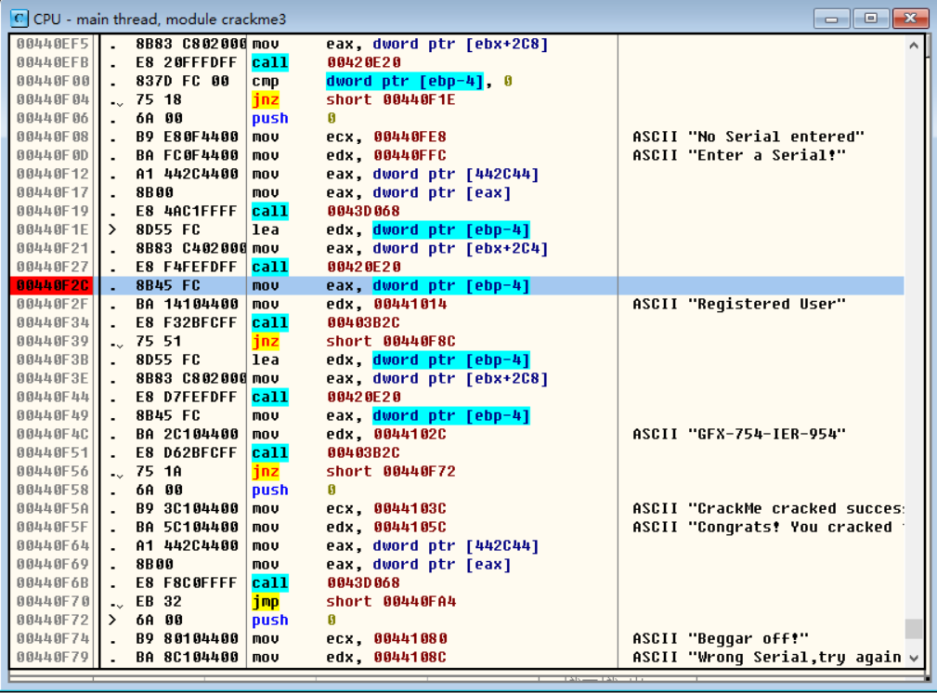 CPU - main thread, module crackme3
00440EF5 . 8B83 C802000 mov eax, dword ptr [ebx+2C8]
00440EFB . E8 20FFFDFF call 00420E20
00440F00 . 837D FC 00 cmp dword ptr [ebp-4], 0
00440F04 .ˬ 75 18 jnz short 00440F1E
00440F06 . 6A 00 push 0
00440F08 . B9 E80F4400 mov ecx, 00440FE8 ASCII "No Serial entered"
00440F0D . BA FC0F4400 mov edx, 00440FFC ASCII "Enter a Serial!"
00440F12 . A1 442C4400 mov eax, dword ptr [442C44]
00440F17 . 8B00 mov eax, dword ptr [eax]
00440F19 . E8 4AC1FFFF call 0043D068
00440F1E > 8D55 FC lea edx, dword ptr [ebp-4]
00440F21 . 8B83 C402000 mov eax, dword ptr [ebx+2C4]
00440F27 . E8 F4FEFDFF call 00420E20
00440F2C . 8B45 FC mov eax, dword ptr [ebp-4]
00440F2F . BA 14104400 mov edx, 00441014 ASCII "Registered User"
00440F34 . E8 F32BFCFF call 00403B2C
00440F39 .ˬ 75 51 jnz short 00440F8C
00440F3B . 8D55 FC lea edx, dword ptr [ebp-4]
00440F3E . 8B83 C802000 mov eax, dword ptr [ebx+2C8]
00440F44 . E8 D7FEFDFF call 00420E20
00440F49 . 8B45 FC mov eax, dword ptr [ebp-4]
00440F4C . BA 2C104400 mov edx, 0044102C ASCII "GFX-754-IER-954"
00440F51 . E8 D62BFCFF call 00403B2C
00440F56 .ˬ 75 1A jnz short 00440F72
00440F58 . 6A 00 push 0
00440F5A . B9 3C104400 mov ecx, 0044103C ASCII "CrackMe cracked succes
00440F5F . BA 5C104400 mov edx, 0044105C ASCII "Congrats! You cracked
00440F64 . A1 442C4400 mov eax, dword ptr [442C44]
00440F69 . 8B00 mov eax, dword ptr [eax]
00440F6B . E8 F8C0FFFF call 0043D068
00440F70 .ˬ EB 32 jmp short 00440FA4
00440F72 > 6A 00 push 0
00440F74 . B9 80104400 mov ecx, 00441080 ASCII "Beggar off!"
00440F79 . BA 8C104400 mov edx, 0044108C ASCII "Wrong Serial,try again